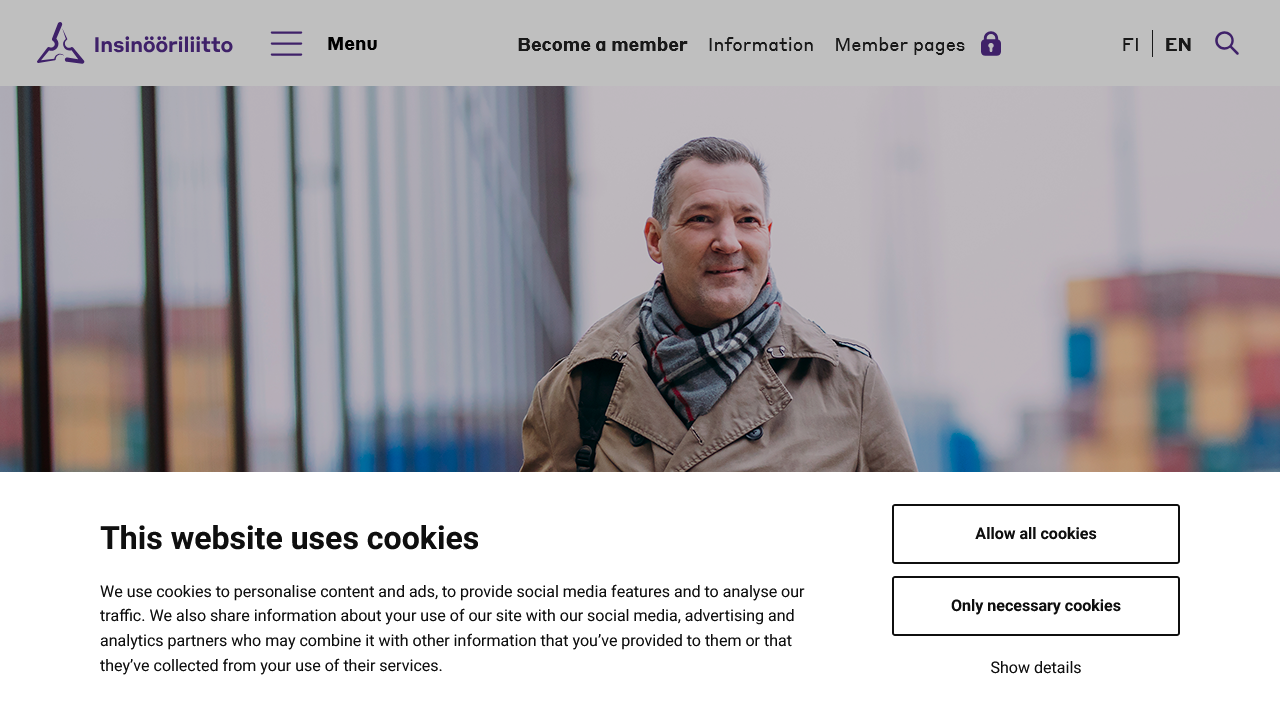 Insinööriliitto
Menu
Become a member
Information
Member pages
FI
EN
This website uses cookies
We use cookies to personalise content and ads, to provide social media features and to analyse our
traffic. We also share information about your use of our site with our social media, advertising and
analytics partners who may combine it with other information that you’ve provided to them or that
they’ve collected from your use of their services.
Allow all cookies
Only necessary cookies
Show details